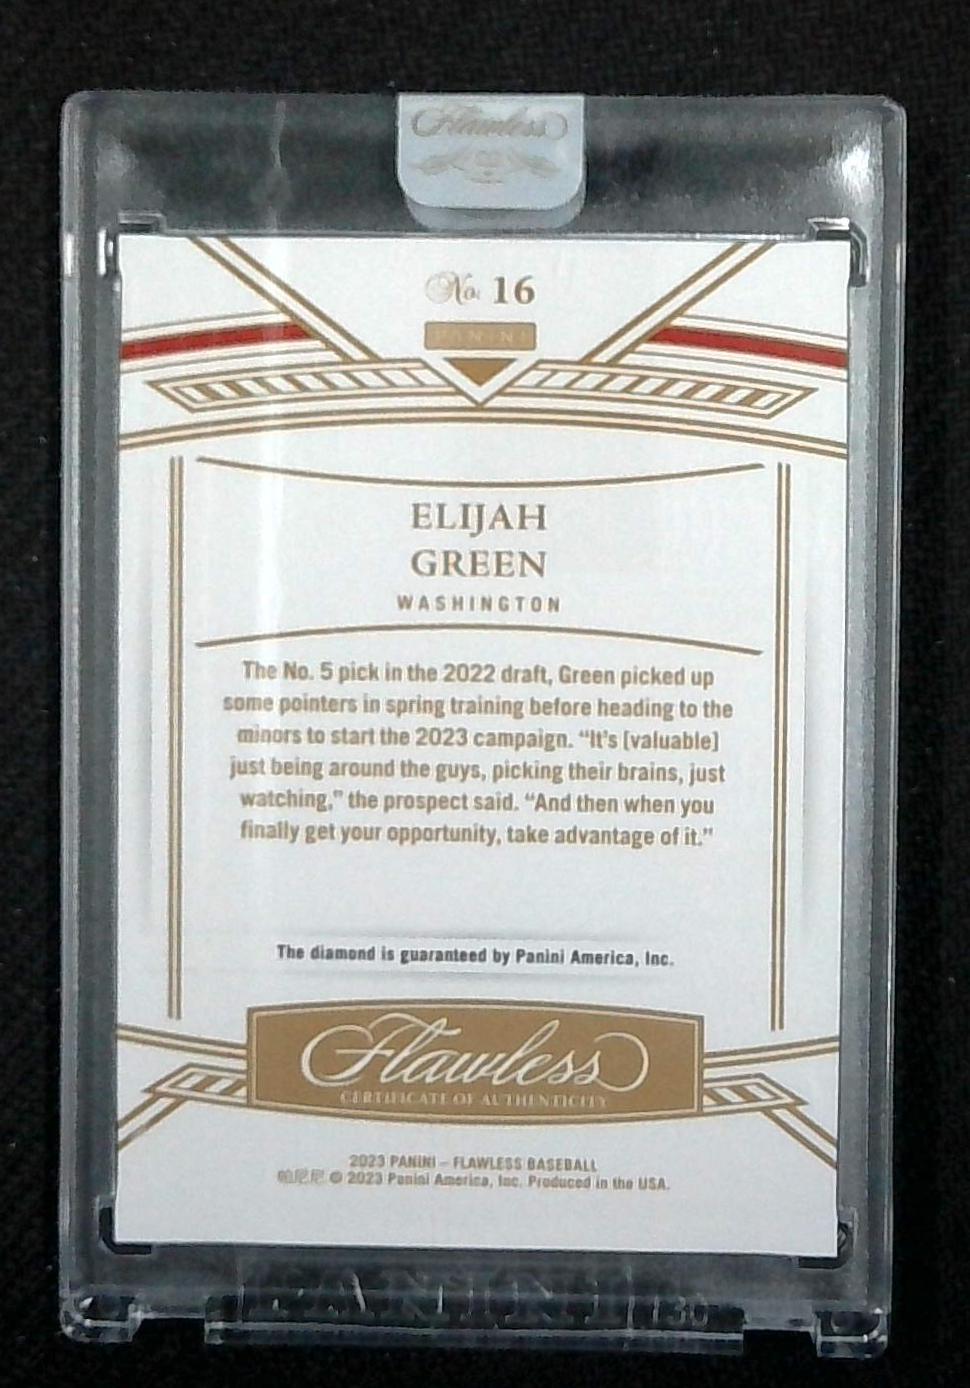 Flawless
No. 16
PANINI
ELIJAH
GREEN
WASHINGTON
The No. 5 pick in the 2022 draft, Green picked up
some pointers in spring training before heading to the
minors to start the 2023 campaign. “It's [valuable]
just being around the guys, picking their brains, just
watching,” the prospect said. “And then when you
finally get your opportunity, take advantage of it.”
The diamond is guaranteed by Panini America, Inc.
Flawless
CERTIFICATE OF AUTHENTICITY
2023 PANINI – FLAWLESS BASEBALL
帕尼尼 © 2023 Panini America, Inc. Produced in the USA.
PANINI 130